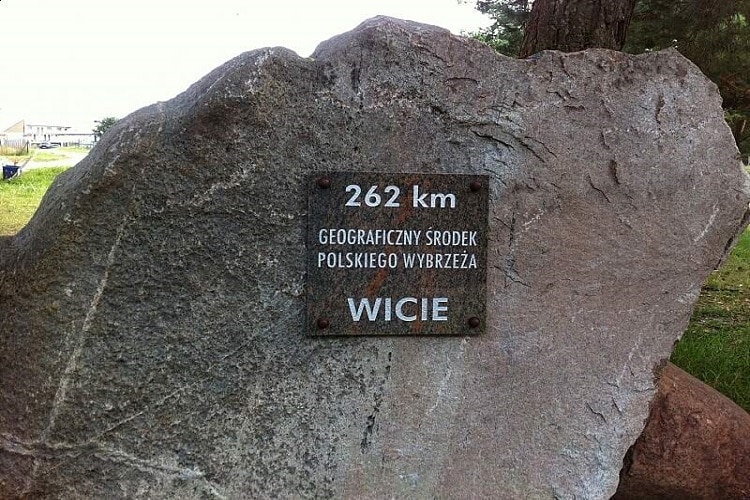 262 km
GEOGRAFICZNY ŚRODEK
POLSKIEGO WYBRZEŻA
WICIE